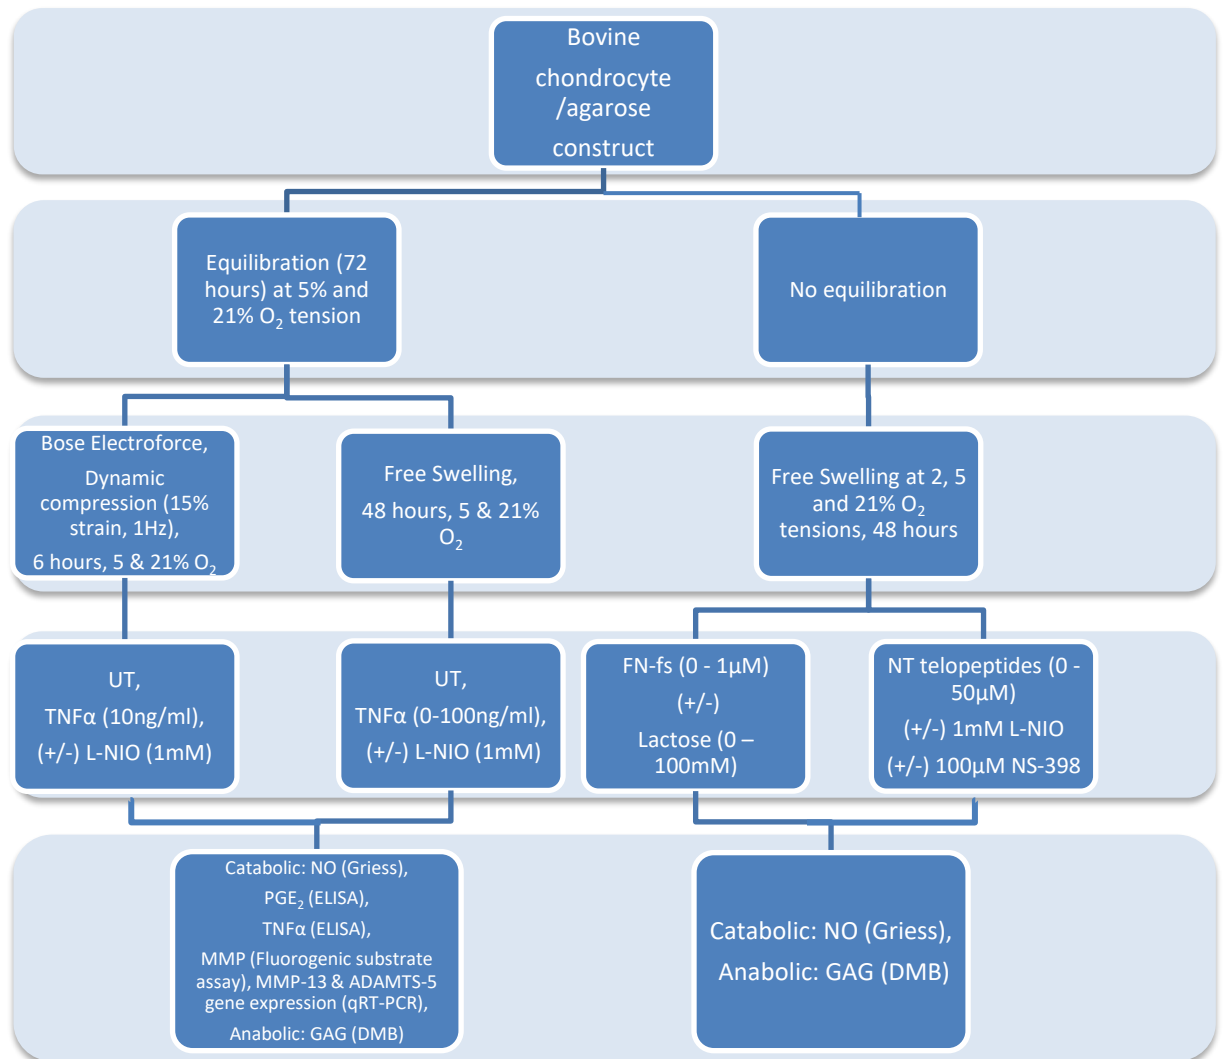 Bovine
chondrocyte
/agarose
construct
Equilibration (72
hours) at 5% and
21% O₂ tension
No equilibration
Bose Electroforce,
Dynamic
compression (15%
strain, 1Hz),
6 hours, 5 & 21% O₂
Free Swelling,
48 hours, 5 & 21%
O₂
Free Swelling at 2, 5
and 21% O₂
tensions, 48 hours
UT,
TNFα (10ng/ml),
(+/-) L-NIO (1mM)
UT,
TNFα (0-100ng/ml),
(+/-) L-NIO (1mM)
FN-fs (0 - 1µM)
(+/-)
Lactose (0 –
100mM)
NT telopeptides (0 -
50µM)
(+/-) 1mM L-NIO
(+/-) 100µM NS-398
Catabolic: NO (Griess),
PGE₂ (ELISA),
TNFα (ELISA),
MMP (Fluorogenic substrate
assay), MMP-13 & ADAMTS-5
gene expression (qRT-PCR),
Anabolic: GAG (DMB)
Catabolic: NO (Griess),
Anabolic: GAG (DMB)